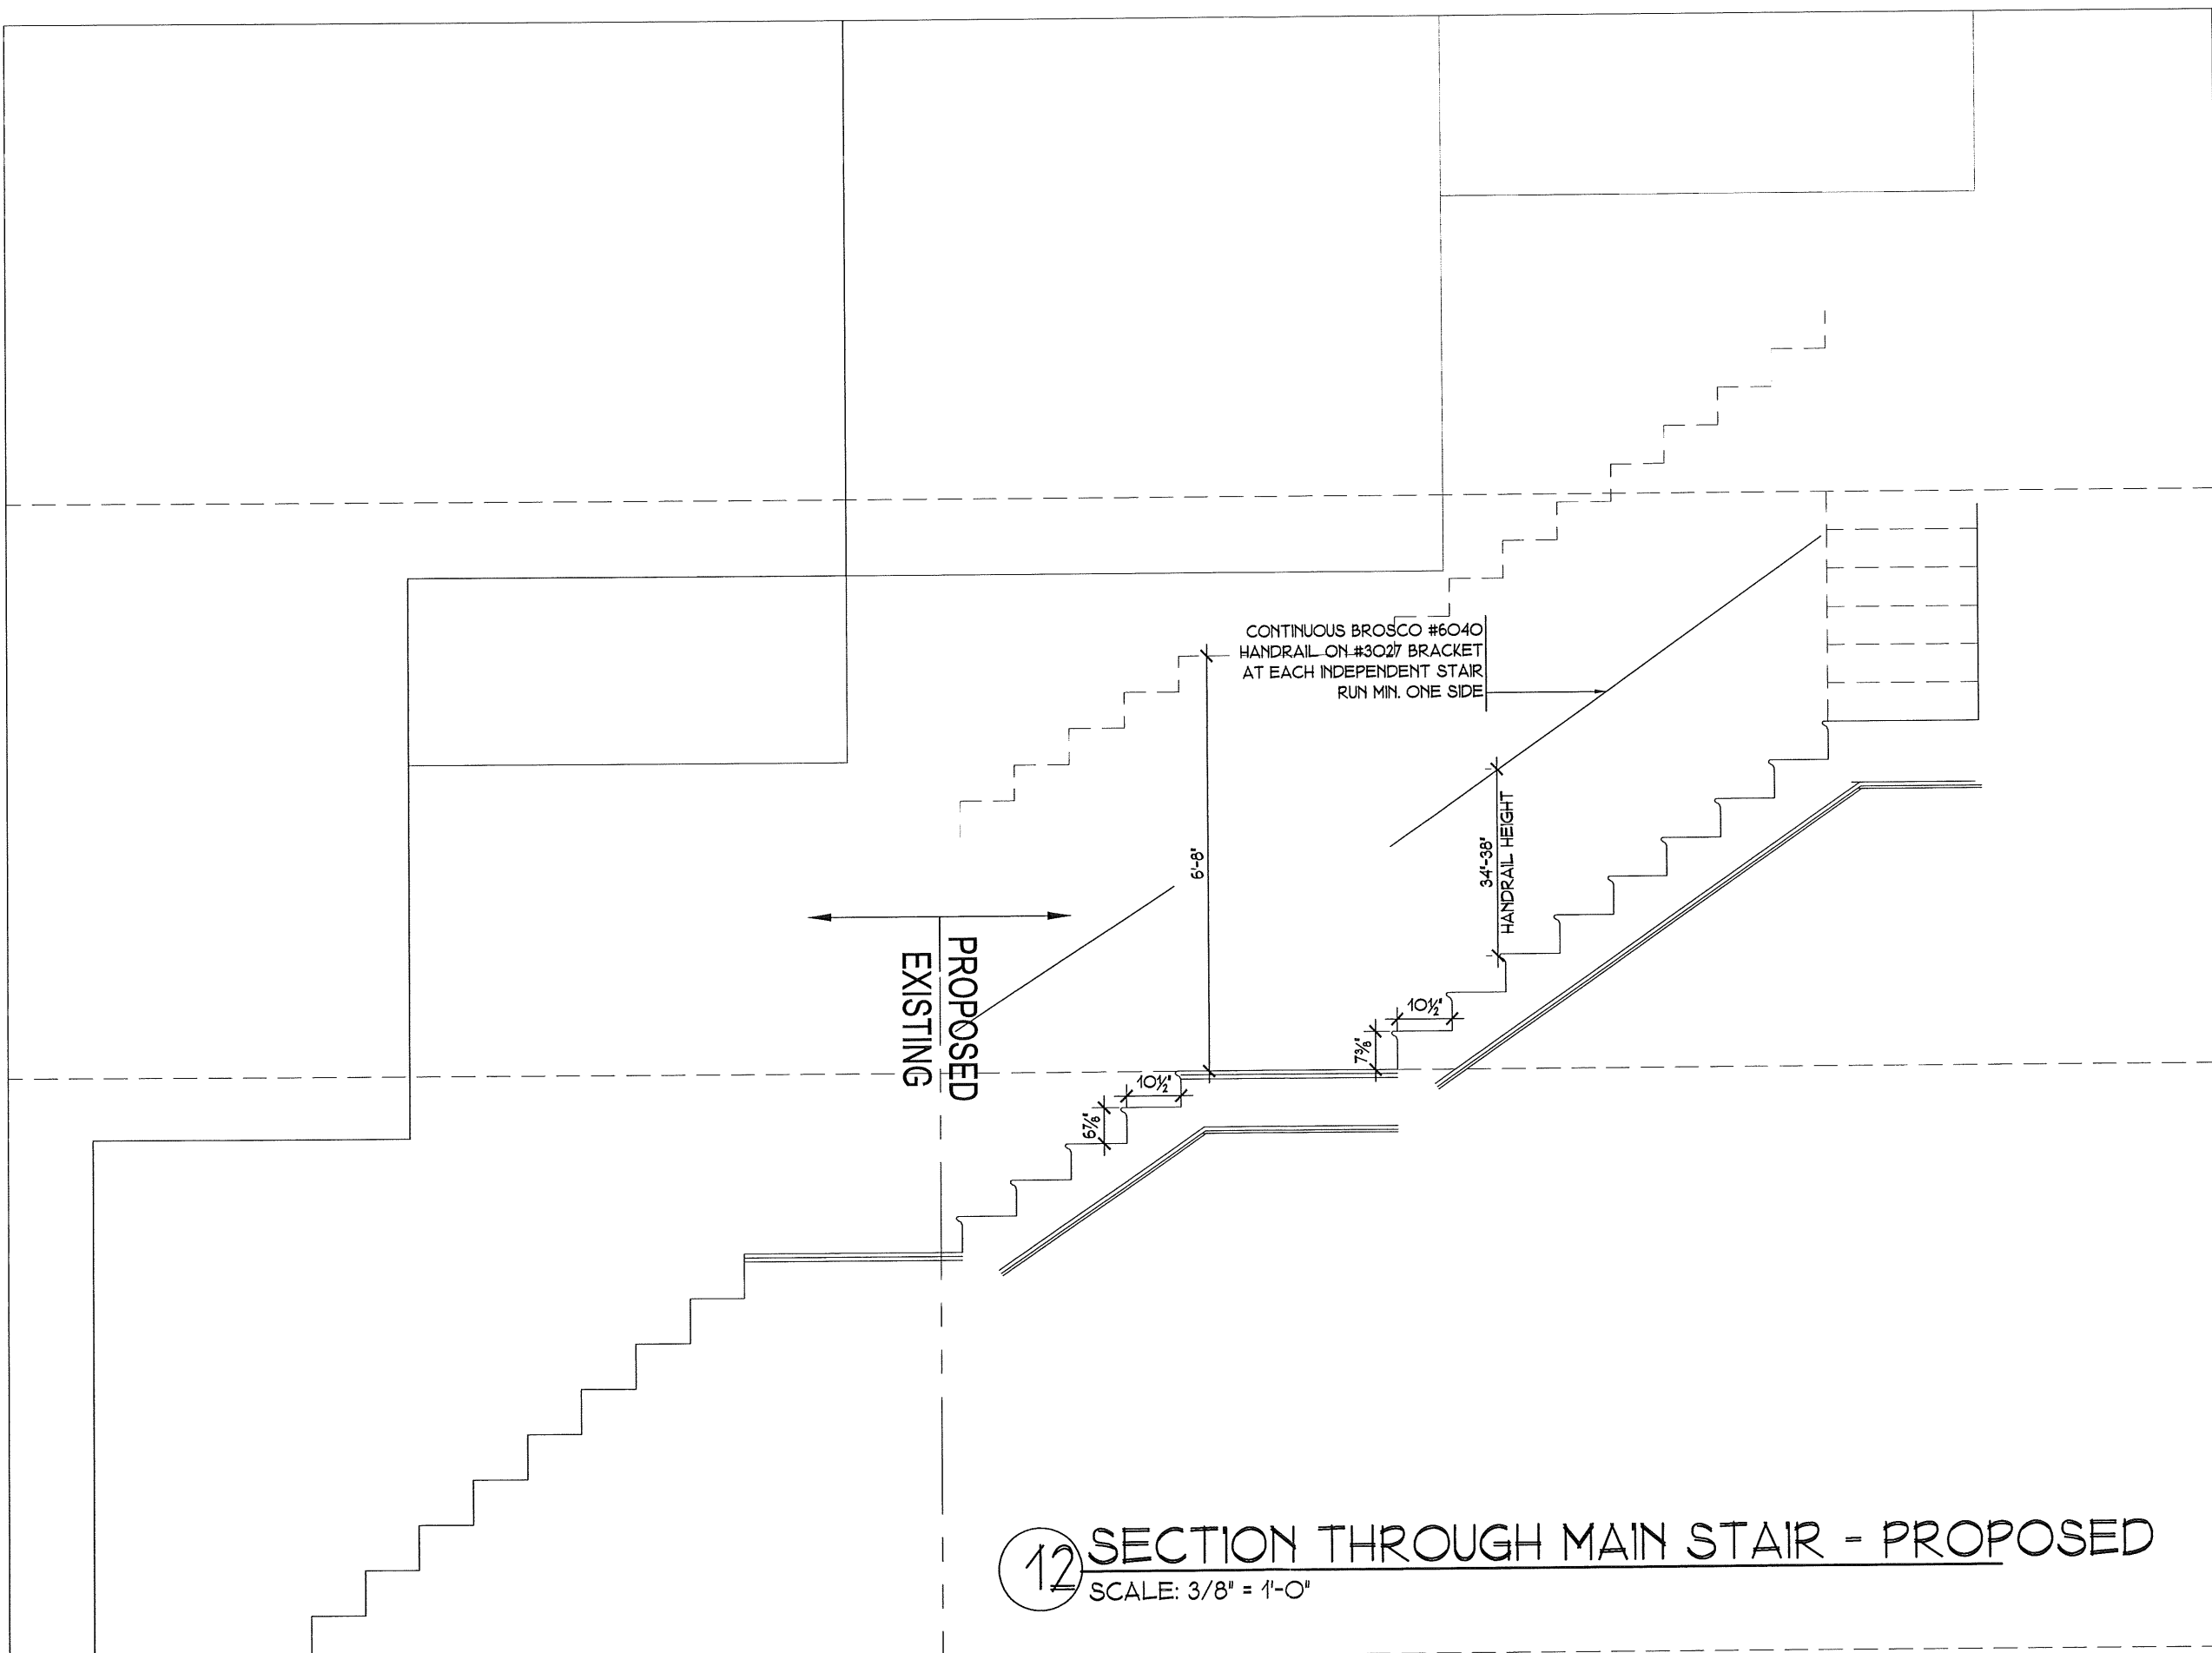 CONTINUOUS BROSCO #6040
HANDRAIL ON #3027 BRACKET
AT EACH INDEPENDENT STAIR
RUN MIN. ONE SIDE
6'-8"
34"-38"
HANDRAIL HEIGHT
PROPOSED
EXISTING
10½"
7⅜"
10½"
6⅞"
12
SECTION THROUGH MAIN STAIR - PROPOSED
SCALE: 3/8" = 1'-0"